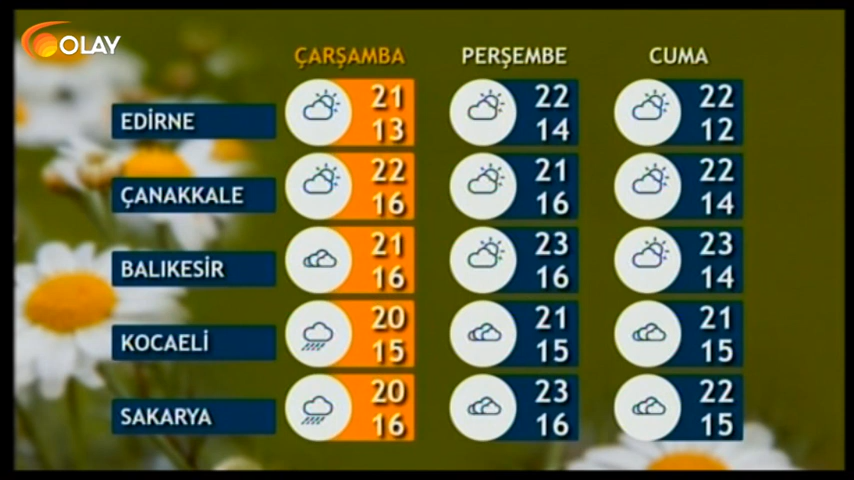 OLAY
ÇARŞAMBA PERŞEMBE CUMA
EDİRNE 21 13 22 14 22 12
ÇANAKKALE 22 16 21 16 22 14
BALIKESİR 21 16 23 16 23 14
KOCAELİ 20 15 21 15 21 15
SAKARYA 20 16 23 16 22 15